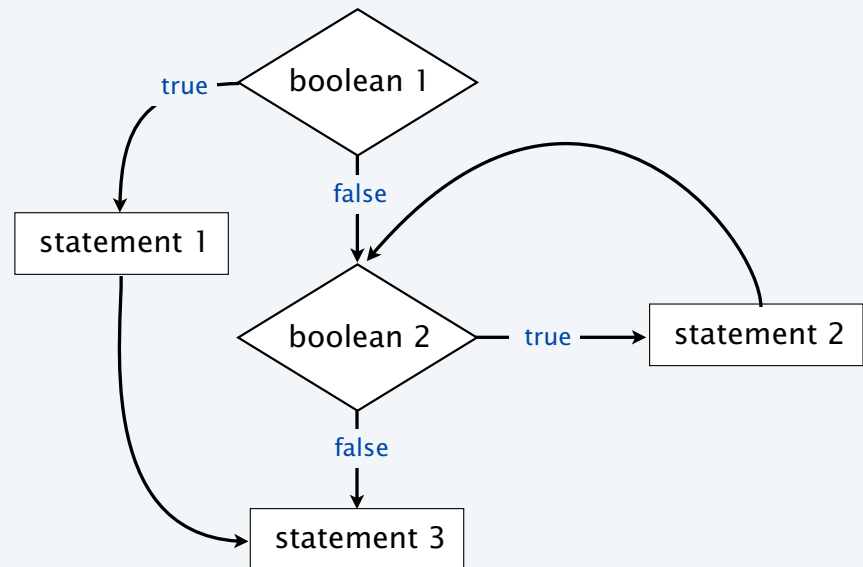 boolean 1
true
false
statement 1
boolean 2
true
statement 2
false
statement 3